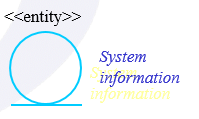 <<entity>>
System
information